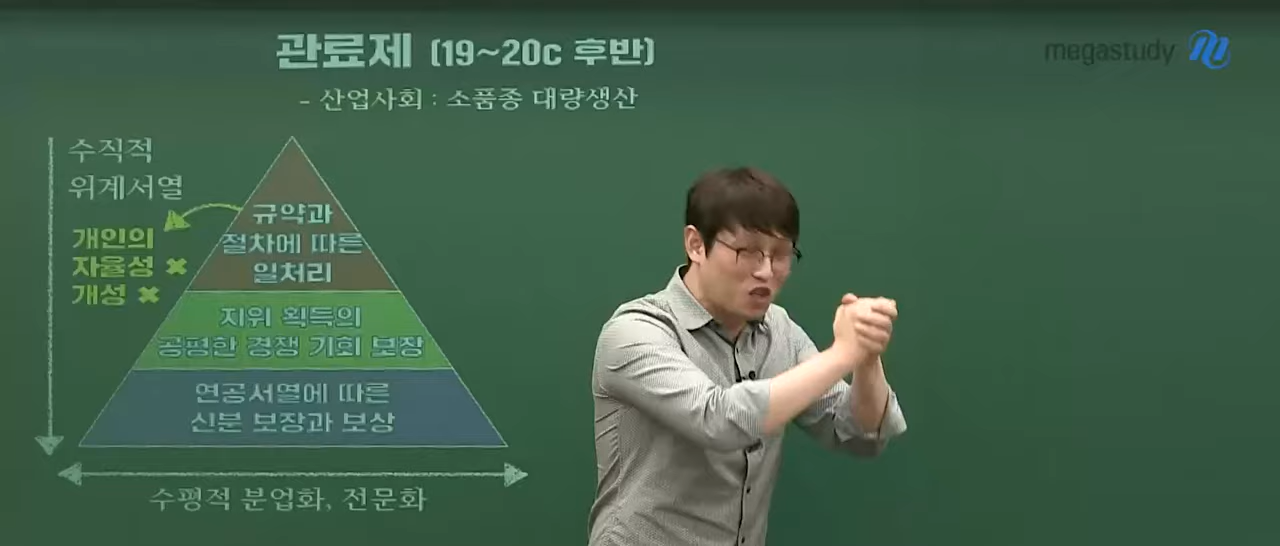 관료제 (19~20c 후반)
megastudy
- 산업사회 : 소품종 대량생산
수직적
위계서열
개인의
자율성 ✖
개성 ✖
규약과
절차에 따른
일처리
지위 획득의
공평한 경쟁 기회 보장
연공서열에 따른
신분 보장과 보상
수평적 분업화, 전문화